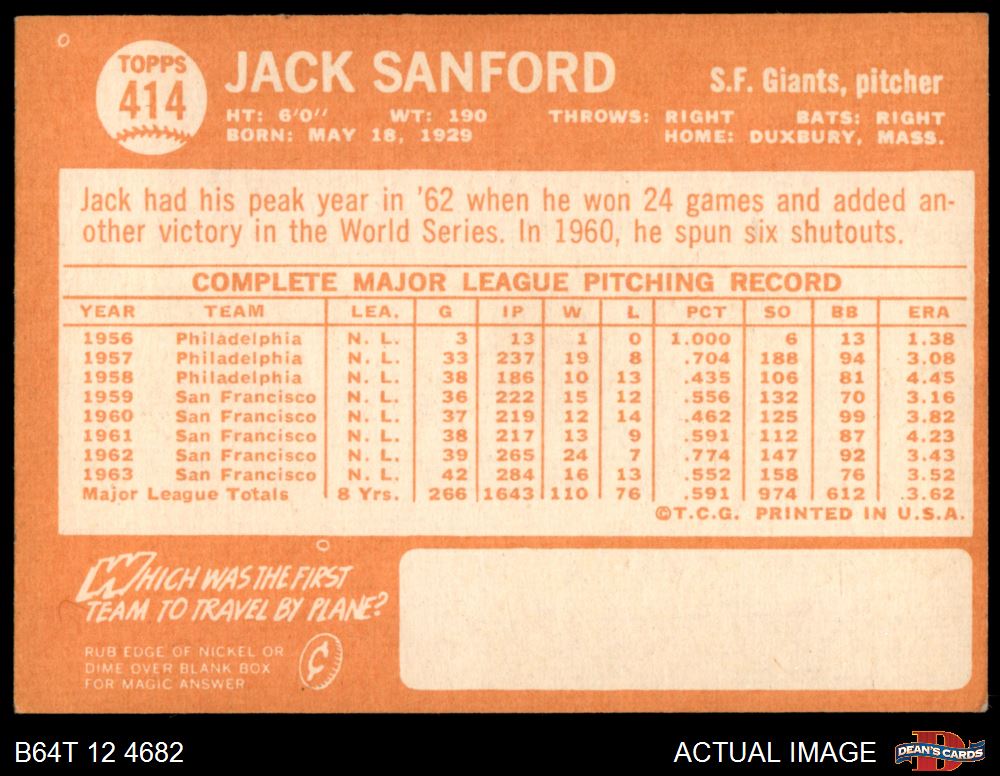 TOPPS
414
JACK SANFORD
S.F. Giants, pitcher
HT: 6'0" WT: 190 THROWS: RIGHT BATS: RIGHT
BORN: MAY 18, 1929 HOME: DUXBURY, MASS.
Jack had his peak year in '62 when he won 24 games and added an-
other victory in the World Series. In 1960, he spun six shutouts.
COMPLETE MAJOR LEAGUE PITCHING RECORD
YEAR TEAM LEA. G IP W L PCT SO BB ERA
1956 Philadelphia N. L. 3 13 1 0 1.000 6 13 1.38
1957 Philadelphia N. L. 33 237 19 8 .704 188 94 3.08
1958 Philadelphia N. L. 38 186 10 13 .435 106 81 4.45
1959 San Francisco N. L. 36 222 15 12 .556 132 70 3.16
1960 San Francisco N. L. 37 219 12 14 .462 125 99 3.82
1961 San Francisco N. L. 38 217 13 9 .591 112 87 4.23
1962 San Francisco N. L. 39 265 24 7 .774 147 92 3.43
1963 San Francisco N. L. 42 284 16 13 .552 158 76 3.52
Major League Totals 8 Yrs. 266 1643 110 76 .591 974 612 3.62
©T.C.G. PRINTED IN U.S.A.
WHICH WAS THE FIRST
TEAM TO TRAVEL BY PLANE?
RUB EDGE OF NICKEL OR
DIME OVER BLANK BOX
FOR MAGIC ANSWER
¢
B64T 12 4682
ACTUAL IMAGE
D
DEAN'S CARDS